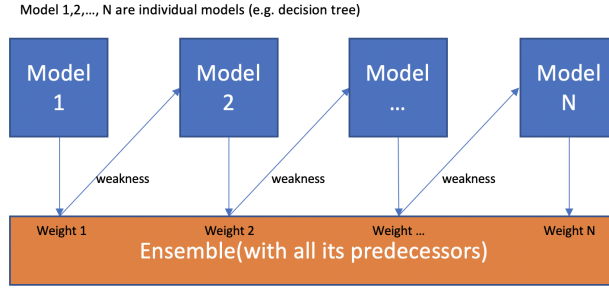 Model 1,2,..., N are individual models (e.g. decision tree)
Model
1
Model
2
Model
...
Model
N
weakness
weakness
weakness
Weight 1
Weight 2
Weight ...
Weight N
Ensemble(with all its predecessors)